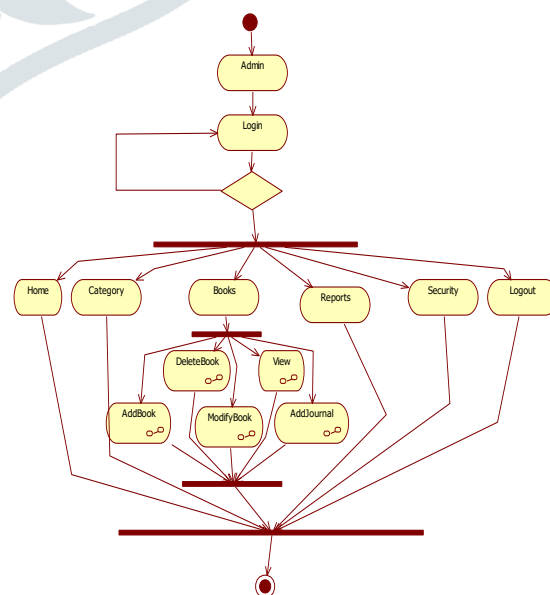 Admin
Login
Home
Category
Books
Reports
Security
Logout
DeleteBook
View
AddBook
ModifyBook
AddJournal